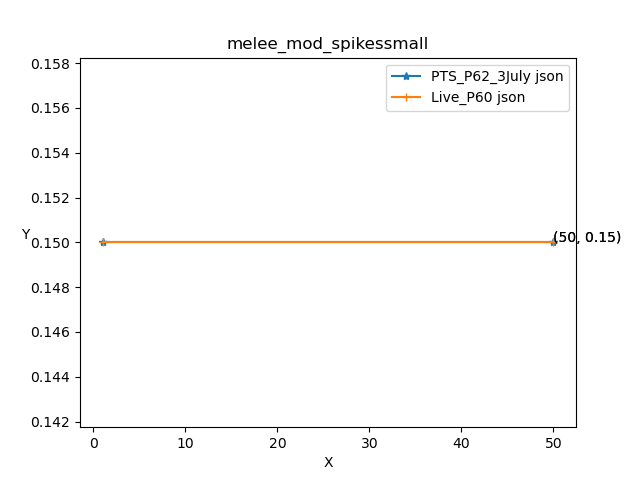 melee_mod_spikessmall
PTS_P62_3July json
Live_P60 json
0.158
0.156
0.154
0.152
0.150
0.148
0.146
0.144
0.142
Y
(50, 0.15)
0 10 20 30 40 50
X